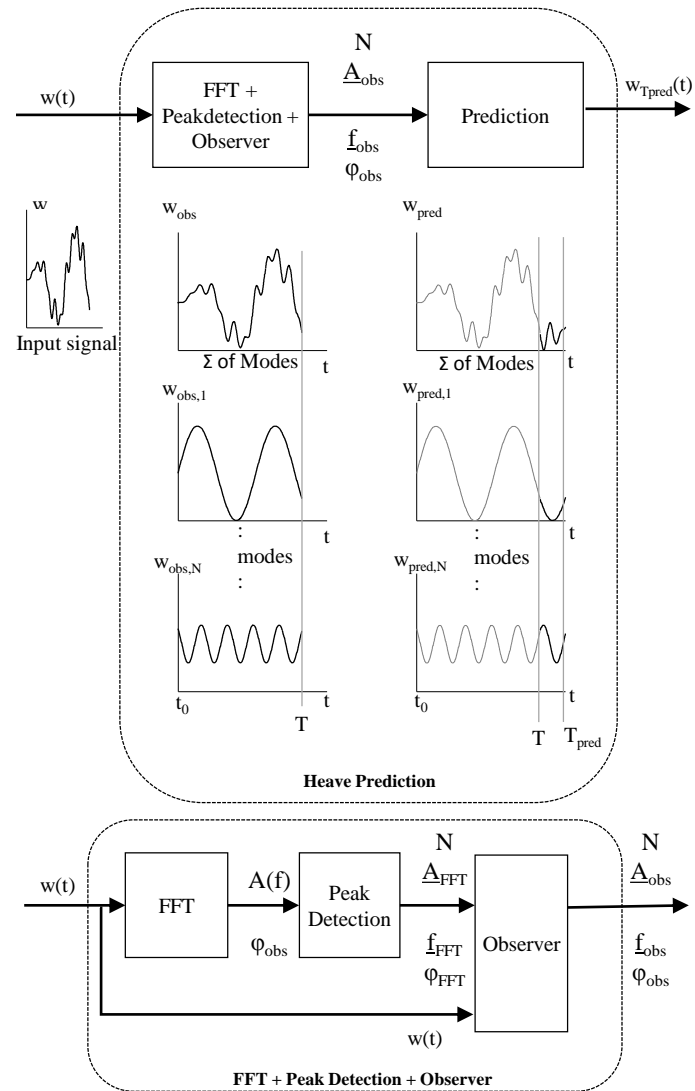 N
A_obs
w(t)
FFT +
Peakdetection +
Observer
Prediction
w_Tpred(t)
f_obs
φ_obs
w
Input signal
w_obs
Σ of Modes
t
w_pred
Σ of Modes
t
w_obs,1
t
w_pred,1
t
⋮
modes
⋮
modes
w_obs,N
⋮
w_pred,N
⋮
t_0
t
T
t_0
t
T
T_pred
Heave Prediction
w(t)
FFT
A(f)
φ_obs
Peak
Detection
N
A_FFT
f_FFT
φ_FFT
Observer
w(t)
N
A_obs
f_obs
φ_obs
FFT + Peak Detection + Observer